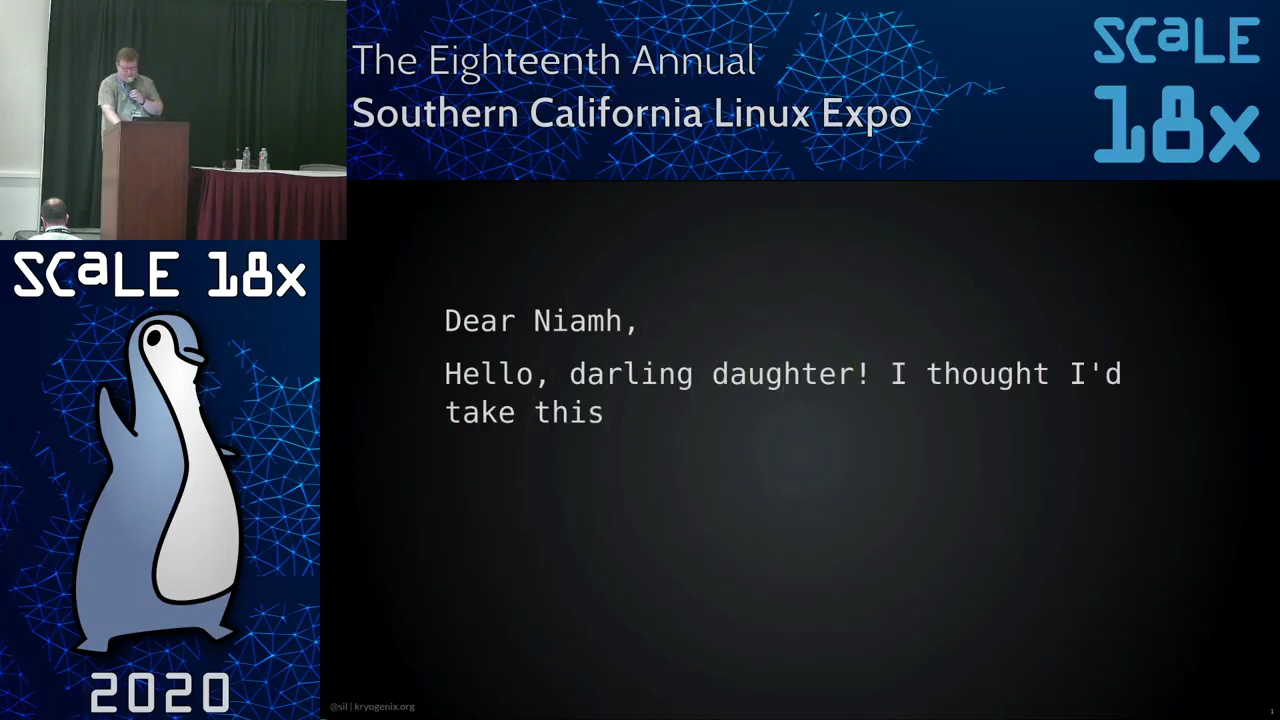 The Eighteenth Annual
Southern California Linux Expo
SCaLE
18x
SCaLE 18x
2020
Dear Niamh,
Hello, darling daughter! I thought I'd
take this
@sil | kryogenix.org
1